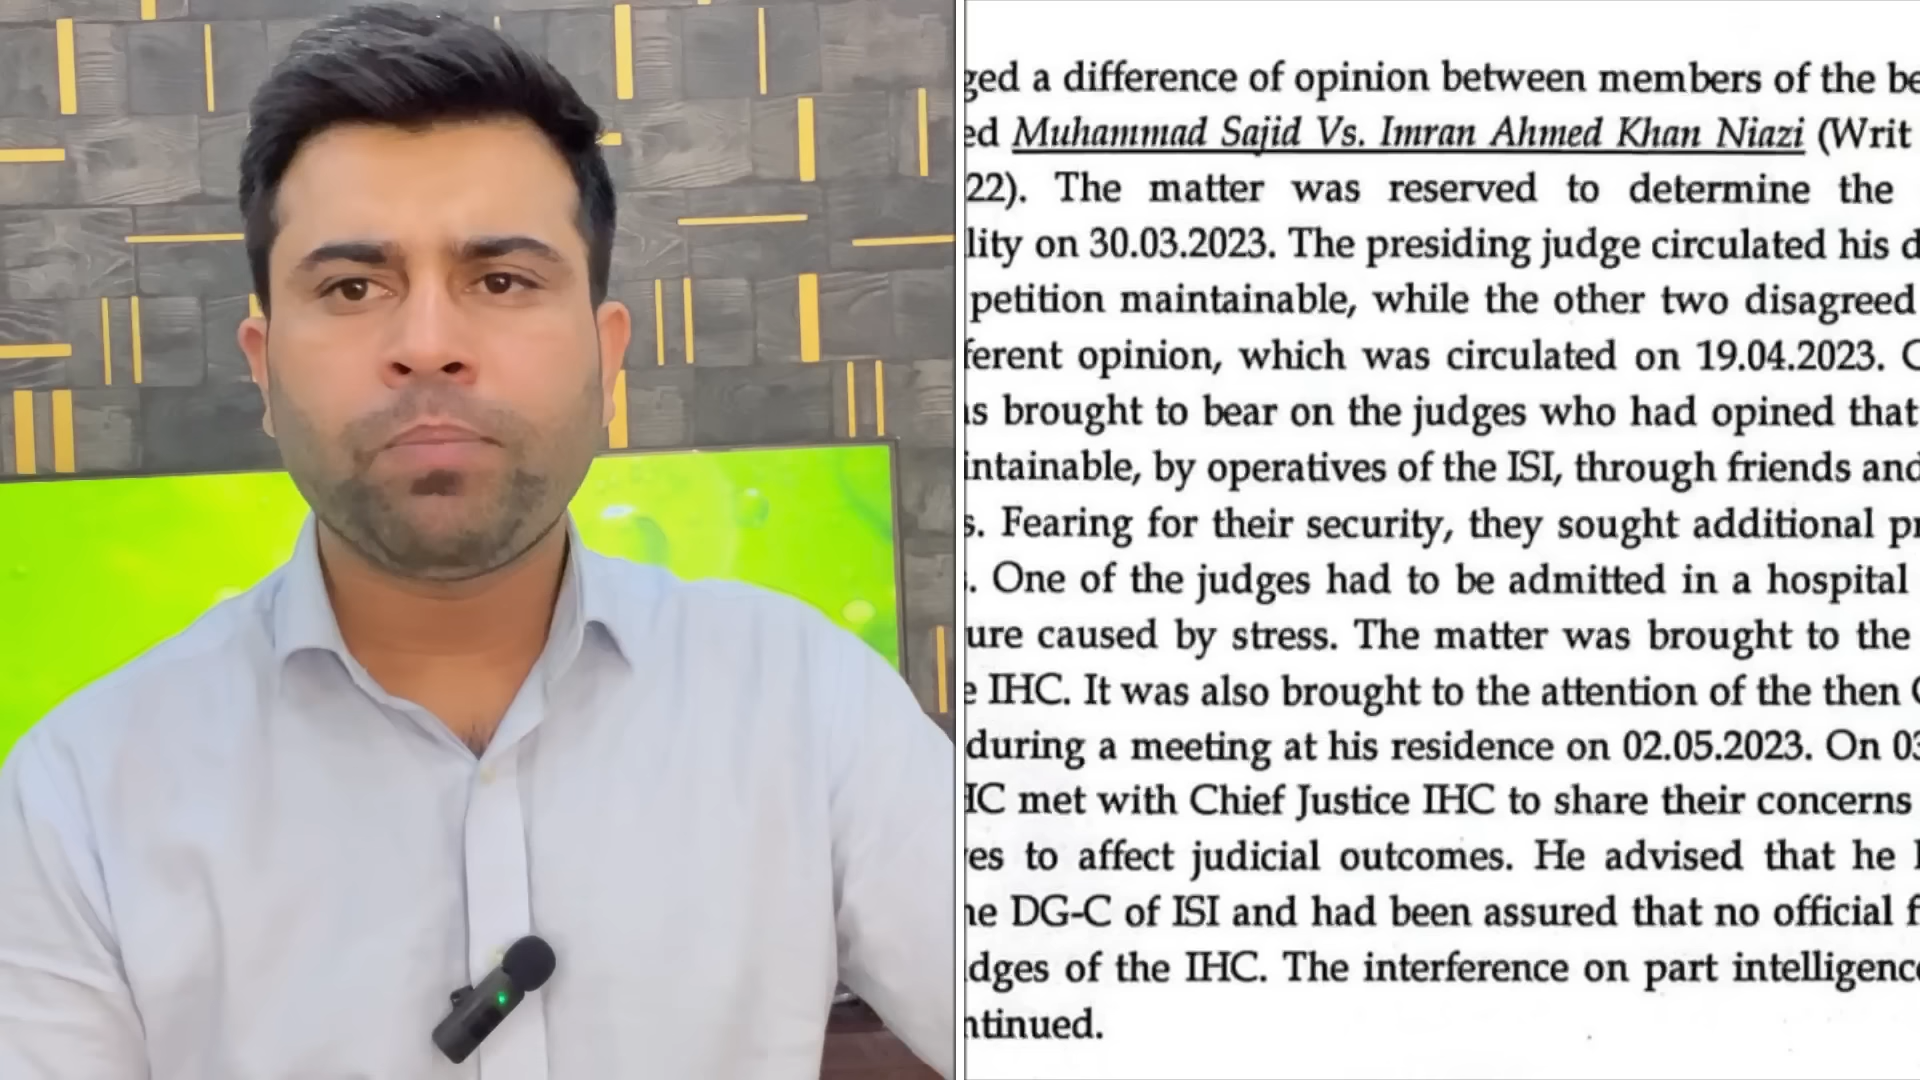 ged a difference of opinion between members of the be
ed Muhammad Sajid Vs. Imran Ahmed Khan Niazi (Writ
22). The matter was reserved to determine the
lity on 30.03.2023. The presiding judge circulated his d
petition maintainable, while the other two disagreed
ferent opinion, which was circulated on 19.04.2023.
s brought to bear on the judges who had opined that
intainable, by operatives of the ISI, through friends and
s. Fearing for their security, they sought additional pr
. One of the judges had to be admitted in a hospital
ure caused by stress. The matter was brought to the
e IHC. It was also brought to the attention of the then
during a meeting at his residence on 02.05.2023. On 03
HC met with Chief Justice IHC to share their concerns
es to affect judicial outcomes. He advised that he
he DG-C of ISI and had been assured that no official f
dges of the IHC. The interference on part intelligence
ntinued.